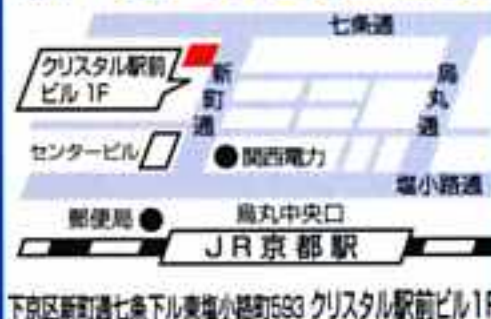 七条通
クリスタル駅前
ビル 1F
新町通
烏丸通
センタービル
関西電力
塩小路通
郵便局
烏丸中央口
JR京都駅
下京区新町通七条下ル東塩小路町593 クリスタル駅前ビル1F